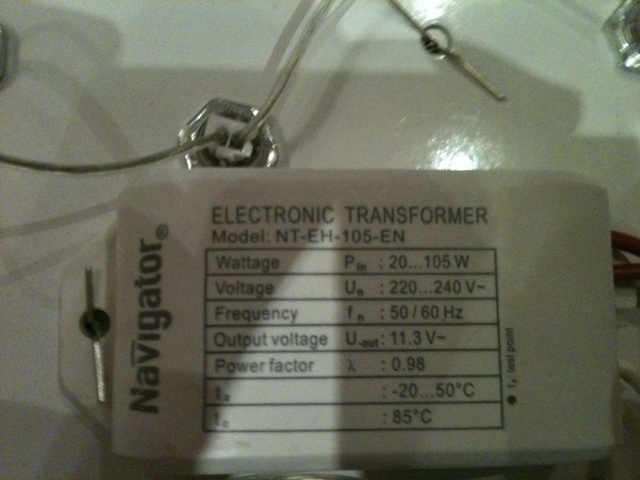 Navigator®
ELECTRONIC TRANSFORMER
Model: NT-EH-105-EN
Wattage Pin : 20...105 W
Voltage Un : 220...240 V~
Frequency fn : 50/60 Hz
Output voltage U-out : 11.3 V~
Power factor λ : 0.98
ta : -20...50°C
tc : 85°C
● tc: test point